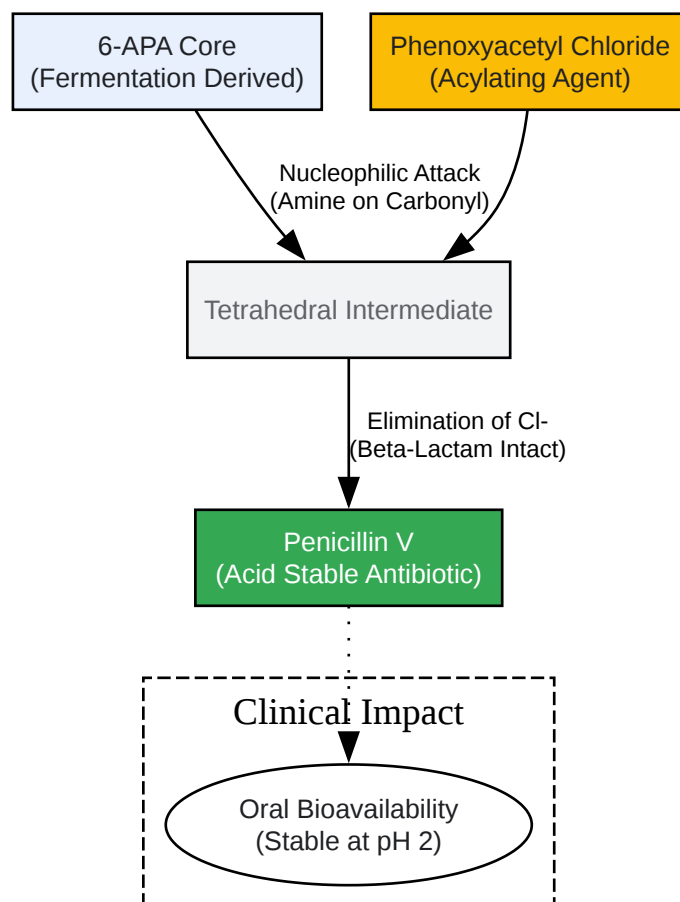 6-APA Core
(Fermentation Derived)
Phenoxyacetyl Chloride
(Acylating Agent)
Nucleophilic Attack
(Amine on Carbonyl)
Tetrahedral Intermediate
Elimination of Cl-
(Beta-Lactam Intact)
Penicillin V
(Acid Stable Antibiotic)
Clinical Impact
Oral Bioavailability
(Stable at pH 2)